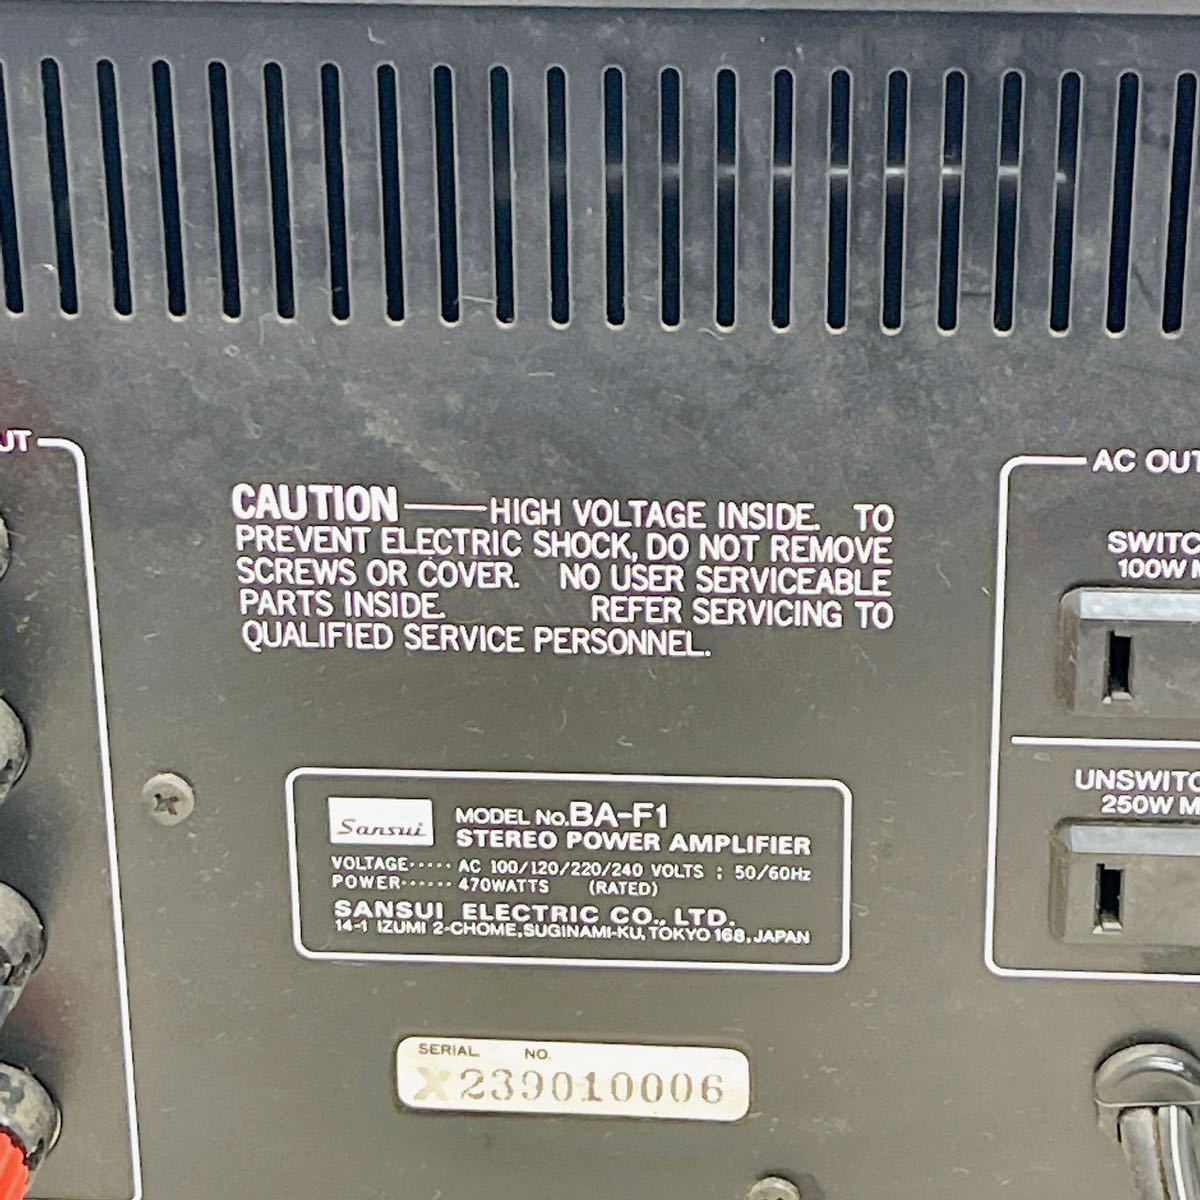 CAUTION — HIGH VOLTAGE INSIDE. TO
PREVENT ELECTRIC SHOCK, DO NOT REMOVE
SCREWS OR COVER. NO USER SERVICEABLE
PARTS INSIDE. REFER SERVICING TO
QUALIFIED SERVICE PERSONNEL.
AC OUT
SWITC
100W M
UNSWITC
250W M
Sansui
MODEL No. BA-F1
STEREO POWER AMPLIFIER
VOLTAGE····· AC 100/120/220/240 VOLTS : 50/60Hz
POWER······ 470WATTS (RATED)
SANSUI ELECTRIC CO., LTD.
14-1 IZUMI 2-CHOME, SUGINAMI-KU, TOKYO 168, JAPAN
SERIAL NO.
X239010006